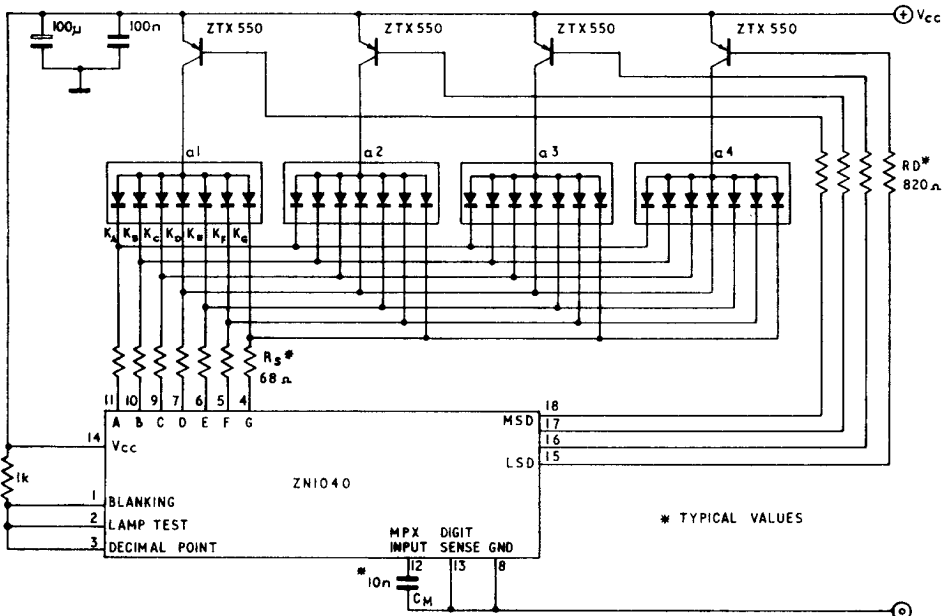 100μ
100n
ZTX 550
ZTX 550
ZTX 550
ZTX 550
+ Vcc
a1
a2
a3
a4
RD*
820 Ω
KA KB KC KD KE KF KG
RS*
68 Ω
11 10 9 7 6 5 4
A B C D E F G
MSD 18
17
16
LSD 15
14 Vcc
1k
ZN1040
1 BLANKING
2 LAMP TEST
3 DECIMAL POINT
MPX DIGIT
INPUT SENSE GND
12 13 8
* 10n
CM
* TYPICAL VALUES